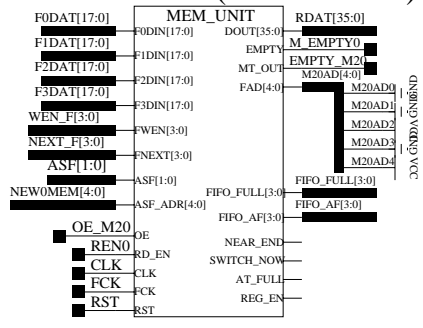 MEM_UNIT
F0DAT[17:0]
F0DIN[17:0]
F1DAT[17:0]
F1DIN[17:0]
F2DAT[17:0]
F2DIN[17:0]
F3DAT[17:0]
F3DIN[17:0]
WEN_F[3:0]
FWEN[3:0]
NEXT_F[3:0]
FNEXT[3:0]
ASF[1:0]
ASF[1:0]
NEW0MEM[4:0]
ASF_ADR[4:0]
OE_M20
OE
REN0
RD_EN
CLK
CLK
FCK
FCK
RST
RST
DOUT[35:0]
RDAT[35:0]
EMPTY
M_EMPTY0
MT_OUT
EMPTY_M20
FAD[4:0]
M20AD[4:0]
M20AD0
M20AD1
M20AD2
M20AD3
M20AD4
GND
FIFO_FULL[3:0]
FIFO_FULL[3:0]
FIFO_AF[3:0]
FIFO_AF[3:0]
NEAR_END
SWITCH_NOW
AT_FULL
REG_EN